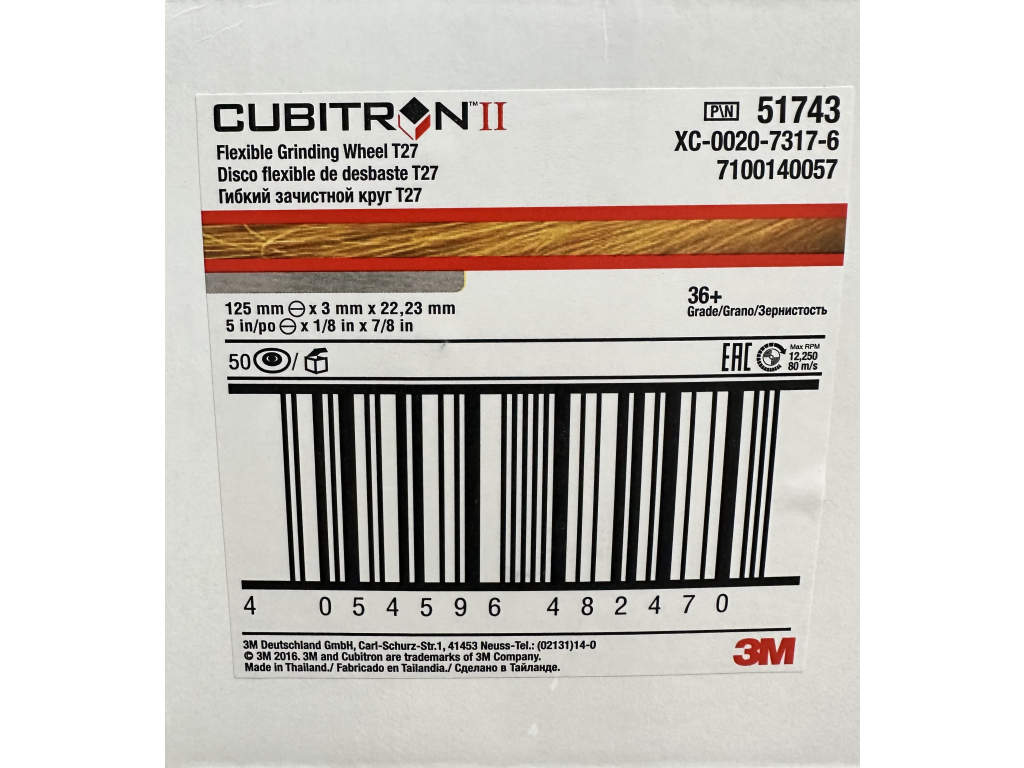 CUBITRON™ II
Flexible Grinding Wheel T27
Disco flexible de desbaste T27
Гибкий зачистной круг T27
P\N 51743
XC-0020-7317-6
7100140057
125 mm ⊖ x 3 mm x 22,23 mm
5 in/po ⊖ x 1/8 in x 7/8 in
36+
Grade/Grano/Зернистость
50 /
EAC
Max RPM
12,250
80 m/s
4 054596 482470
3M Deutschland GmbH, Carl-Schurz-Str.1, 41453 Neuss-Tel.: (02131)14-0
© 3M 2016. 3M and Cubitron are trademarks of 3M Company.
Made in Thailand./ Fabricado en Tailandia./ Сделано в Тайланде.
3M